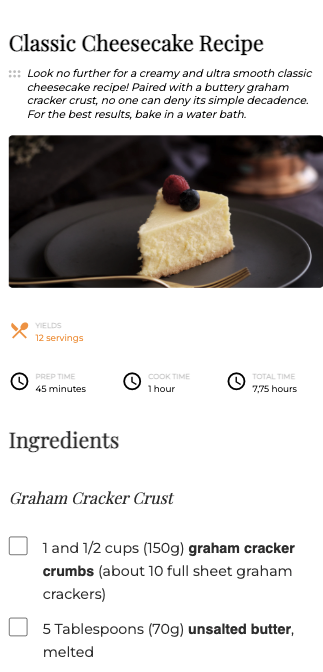 Classic Cheesecake Recipe
Look no further for a creamy and ultra smooth classic
cheesecake recipe! Paired with a buttery graham
cracker crust, no one can deny its simple decadence.
For the best results, bake in a water bath.
YIELDS
12 servings
PREP TIME
45 minutes
COOK TIME
1 hour
TOTAL TIME
7,75 hours
Ingredients
Graham Cracker Crust
1 and 1/2 cups (150g) graham cracker
crumbs (about 10 full sheet graham
crackers)
5 Tablespoons (70g) unsalted butter,
melted